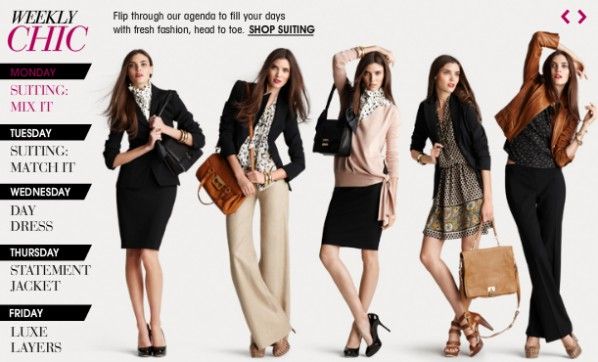 WEEKLY
CHIC
Flip through our agenda to fill your days
with fresh fashion, head to toe. SHOP SUITING
MONDAY
SUITING:
MIX IT
TUESDAY
SUITING:
MATCH IT
WEDNESDAY
DAY
DRESS
THURSDAY
STATEMENT
JACKET
FRIDAY
LUXE
LAYERS